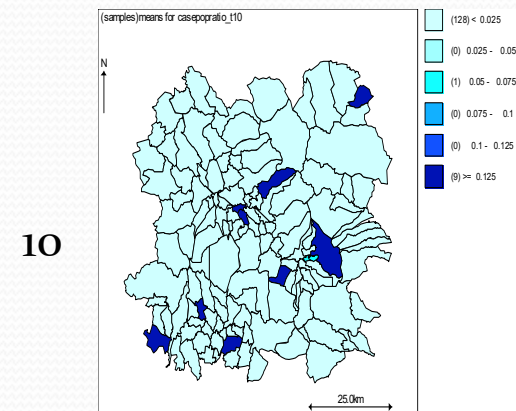 (samples)means for casepopratio_t10
(128) < 0.025
(0) 0.025 - 0.05
(1) 0.05 - 0.075
(0) 0.075 - 0.1
(0) 0.1 - 0.125
(9) >= 0.125
N
10
25.0km